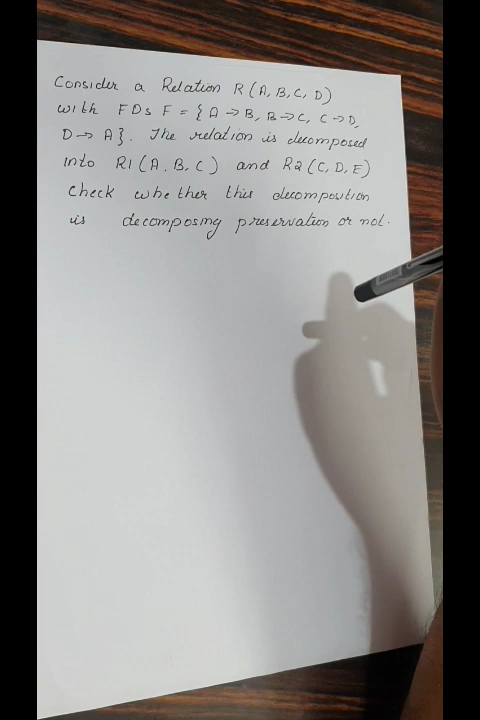 Consider a Relation R(A, B, C, D)
with FDs F = { A → B, B → C, C → D,
D → A}. The relation is decomposed
into R1 (A, B, C) and R2 (C, D, E)
check whether this decomposition
is decomposing preservation or not.